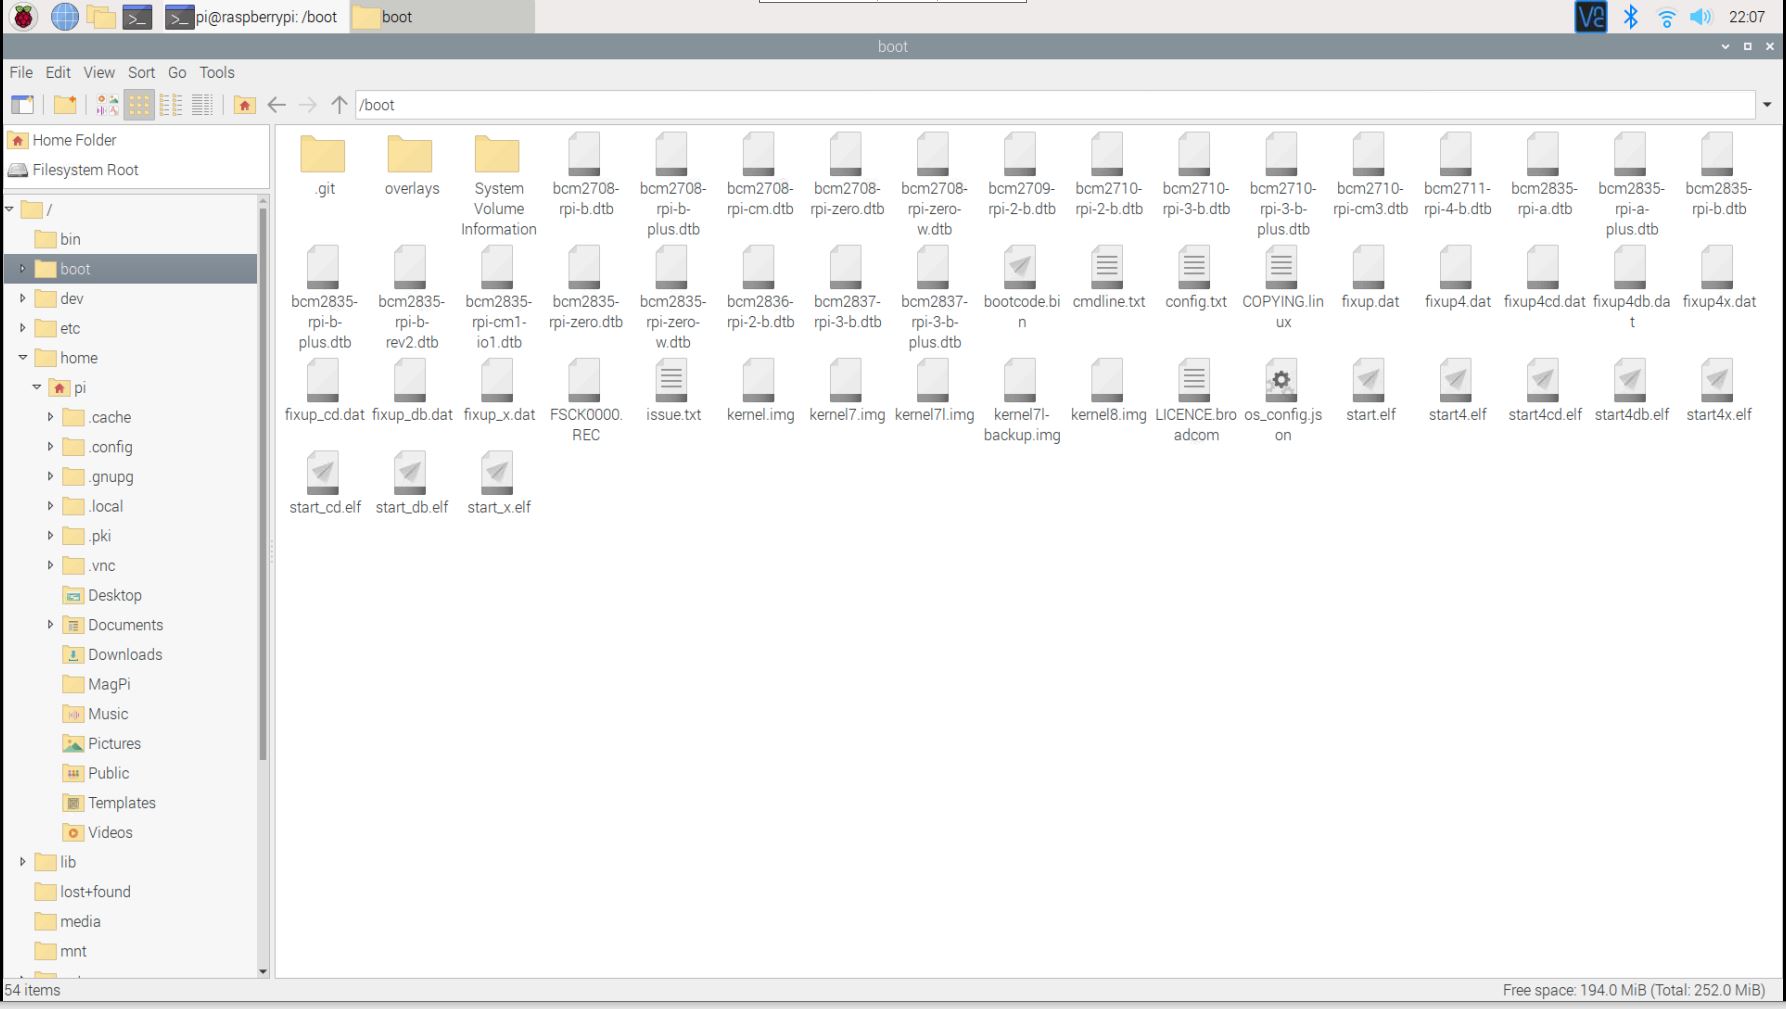 pi@raspberrypi: /boot
boot
22:07
boot
File Edit View Sort Go Tools
/boot
Home Folder
Filesystem Root
/
bin
boot
dev
etc
home
pi
.cache
.config
.gnupg
.local
.pki
.vnc
Desktop
Documents
Downloads
MagPi
Music
Pictures
Public
Templates
Videos
lib
lost+found
media
mnt
.git
overlays
System
Volume
Information
bcm2708-
rpi-b.dtb
bcm2708-
rpi-b-
plus.dtb
bcm2708-
rpi-cm.dtb
bcm2708-
rpi-zero.dtb
bcm2708-
rpi-zero-
w.dtb
bcm2709-
rpi-2-b.dtb
bcm2710-
rpi-2-b.dtb
bcm2710-
rpi-3-b.dtb
bcm2710-
rpi-3-b-
plus.dtb
bcm2710-
rpi-cm3.dtb
bcm2711-
rpi-4-b.dtb
bcm2835-
rpi-a.dtb
bcm2835-
rpi-a-
plus.dtb
bcm2835-
rpi-b.dtb
bcm2835-
rpi-b-
plus.dtb
bcm2835-
rpi-b-
rev2.dtb
bcm2835-
rpi-cm1-
io1.dtb
bcm2835-
rpi-zero.dtb
bcm2835-
rpi-zero-
w.dtb
bcm2836-
rpi-2-b.dtb
bcm2837-
rpi-3-b.dtb
bcm2837-
rpi-3-b-
plus.dtb
bootcode.bi
n
cmdline.txt
config.txt
COPYING.lin
ux
fixup.dat
fixup4.dat
fixup4cd.dat
fixup4db.da
t
fixup4x.dat
fixup_cd.dat
fixup_db.dat
fixup_x.dat
FSCK0000.
REC
issue.txt
kernel.img
kernel7.img
kernel7l.img
kernel7l-
backup.img
kernel8.img
LICENCE.bro
adcom
os_config.js
on
start.elf
start4.elf
start4cd.elf
start4db.elf
start4x.elf
start_cd.elf
start_db.elf
start_x.elf
54 items
Free space: 194.0 MiB (Total: 252.0 MiB)